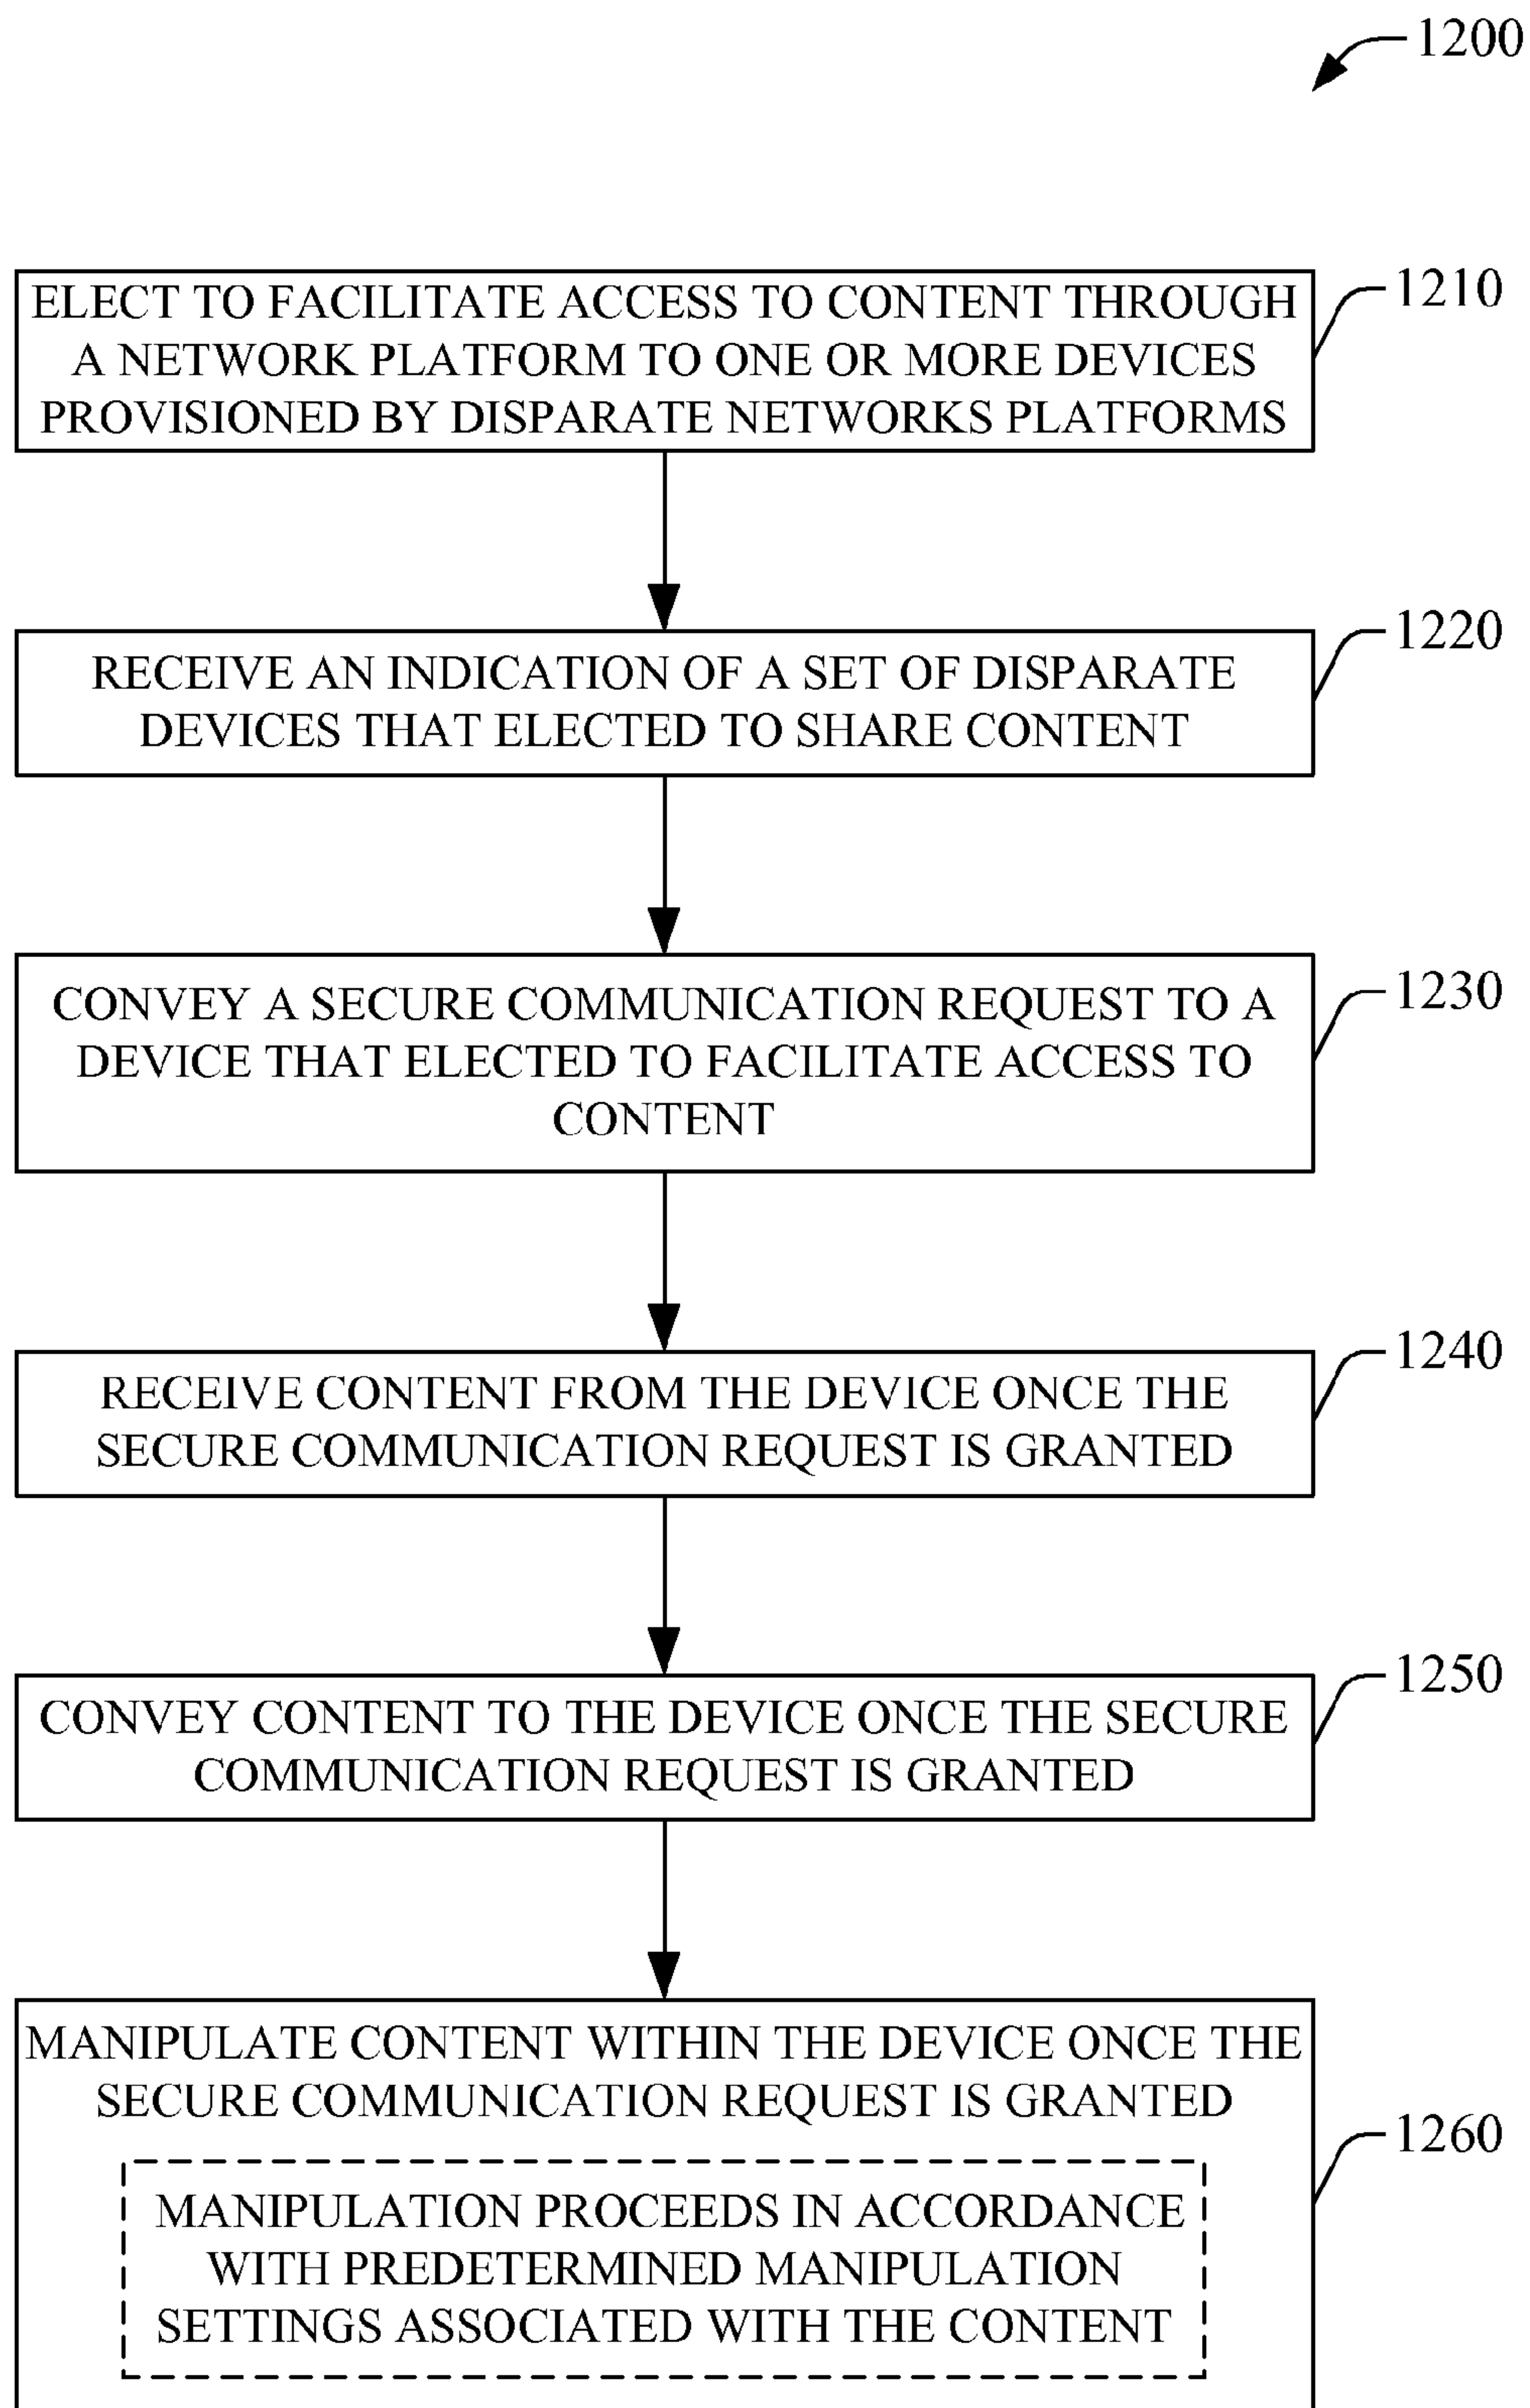 1200
ELECT TO FACILITATE ACCESS TO CONTENT THROUGH
A NETWORK PLATFORM TO ONE OR MORE DEVICES
PROVISIONED BY DISPARATE NETWORKS PLATFORMS
1210
RECEIVE AN INDICATION OF A SET OF DISPARATE
DEVICES THAT ELECTED TO SHARE CONTENT
1220
CONVEY A SECURE COMMUNICATION REQUEST TO A
DEVICE THAT ELECTED TO FACILITATE ACCESS TO
CONTENT
1230
RECEIVE CONTENT FROM THE DEVICE ONCE THE
SECURE COMMUNICATION REQUEST IS GRANTED
1240
CONVEY CONTENT TO THE DEVICE ONCE THE SECURE
COMMUNICATION REQUEST IS GRANTED
1250
MANIPULATE CONTENT WITHIN THE DEVICE ONCE THE
SECURE COMMUNICATION REQUEST IS GRANTED
1260
MANIPULATION PROCEEDS IN ACCORDANCE
WITH PREDETERMINED MANIPULATION
SETTINGS ASSOCIATED WITH THE CONTENT